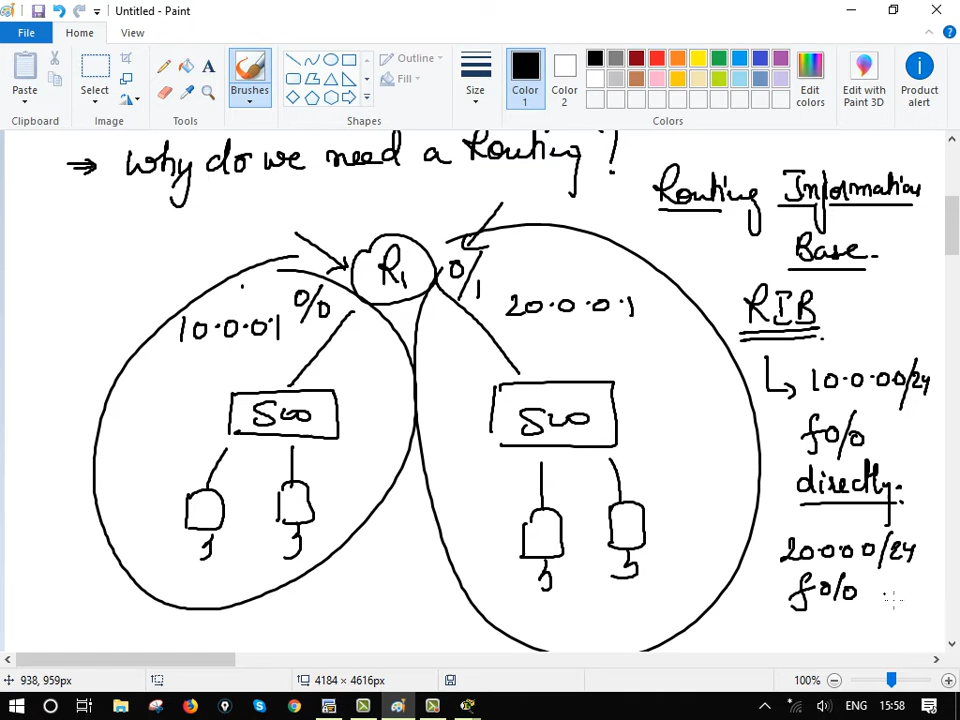 Untitled - Paint
File Home View
Paste
Select
Brushes
Outline
Fill
Size
Color 1
Color 2
Edit colors
Edit with Paint 3D
Product alert
Clipboard Image Tools Shapes Colors
⇒ Why do we need a Routing !
Routing Information
Base.
RIB
R1
0/0
0/1
10.0.0.1
20.0.0.1
10.0.0.0/24
f0/0
directly.
20.0.0.0/24
f0/0
SW
SW
938, 959px
4184 × 4616px
100%
ENG 15:58